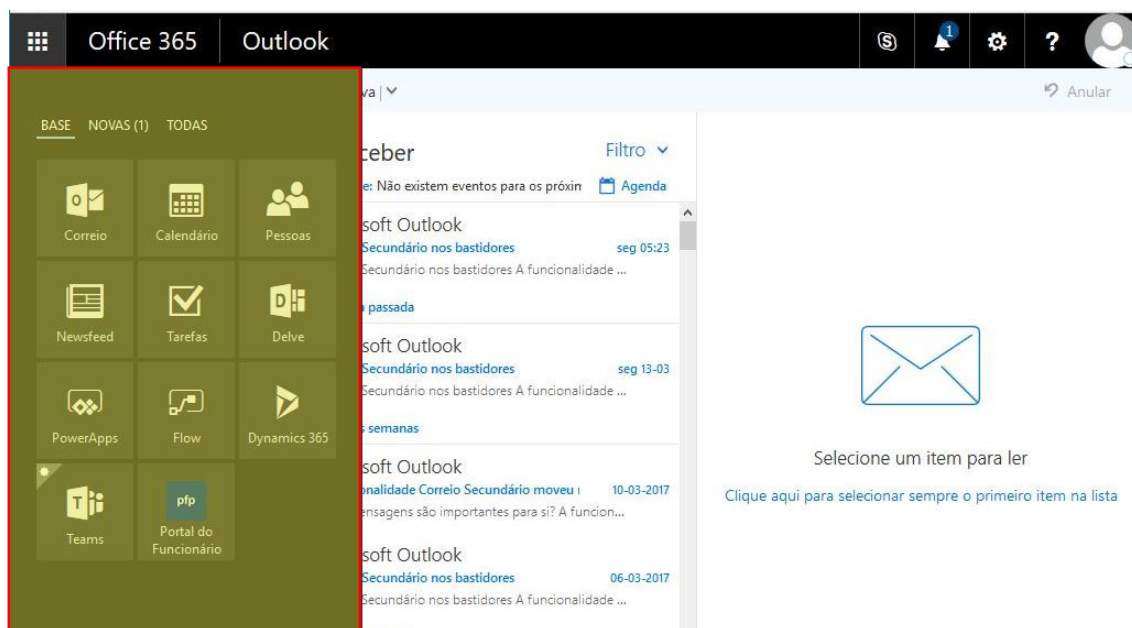 Office 365 Outlook
1
?
va |
Anular
BASE NOVAS (1) TODAS
Correio Calendário Pessoas
Newsfeed Tarefas Delve
PowerApps Flow Dynamics 365
Teams Portal do
Funcionário
pfp
ceber Filtro
e: Não existem eventos para os próxin Agenda
soft Outlook
Secundário nos bastidores seg 05:23
Secundário nos bastidores A funcionalidade ...
passada
soft Outlook
Secundário nos bastidores seg 13-03
Secundário nos bastidores A funcionalidade ...
semanas
soft Outlook
onalidade Correio Secundário moveu 10-03-2017
ensagens são importantes para si? A funcion...
soft Outlook
Secundário nos bastidores 06-03-2017
Secundário nos bastidores A funcionalidade ...
Selecione um item para ler
Clique aqui para selecionar sempre o primeiro item na lista